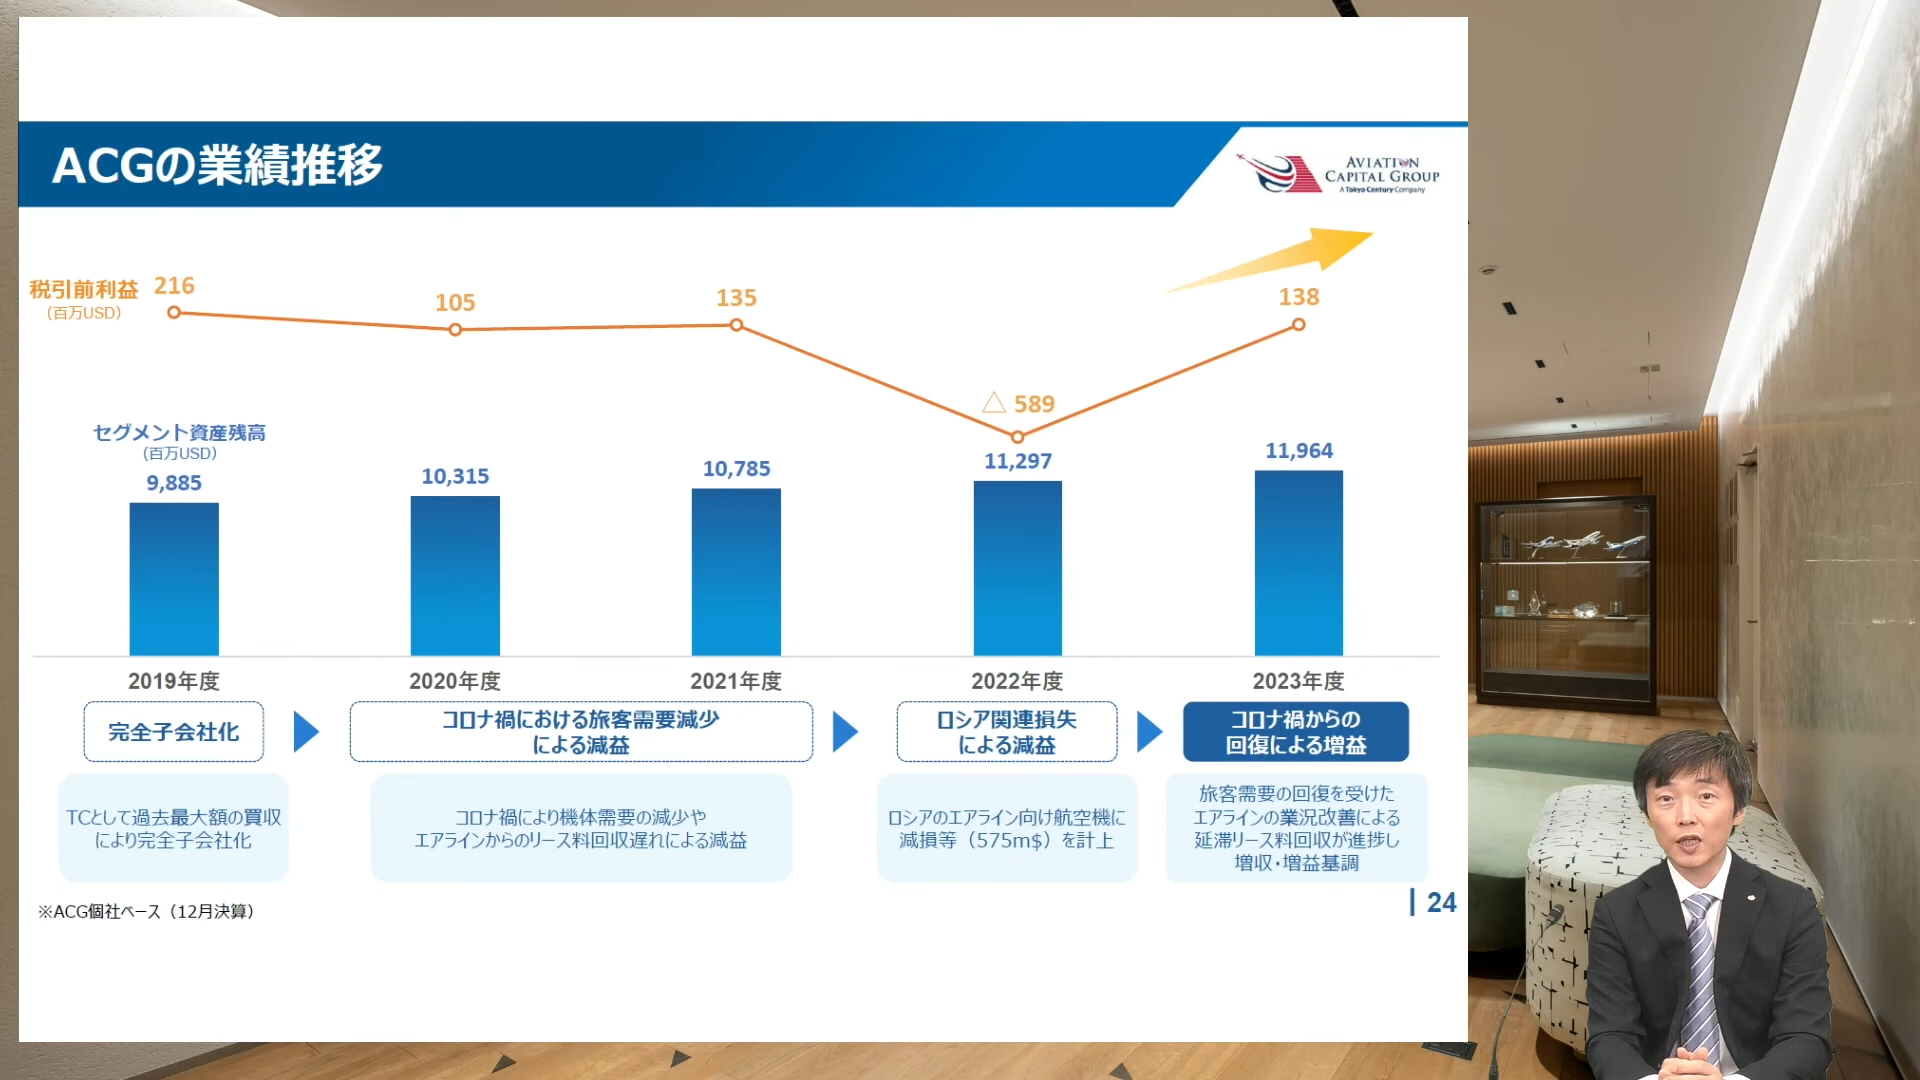 ACGの業績推移
AVIATION
CAPITAL GROUP
A Tokyo Century Company
税引前利益
（百万USD）
216
105
135
△ 589
138
セグメント資産残高
（百万USD）
9,885
10,315
10,785
11,297
11,964
2019年度
2020年度
2021年度
2022年度
2023年度
完全子会社化
コロナ禍における旅客需要減少
による減益
ロシア関連損失
による減益
コロナ禍からの
回復による増益
TCとして過去最大額の買収
により完全子会社化
コロナ禍により機体需要の減少や
エアラインからのリース料回収遅れによる減益
ロシアのエアライン向け航空機に
減損等（575m$）を計上
旅客需要の回復を受けた
エアラインの業況改善による
延滞リース料回収が進捗し
増収・増益基調
※ACG個社ベース（12月決算）
24